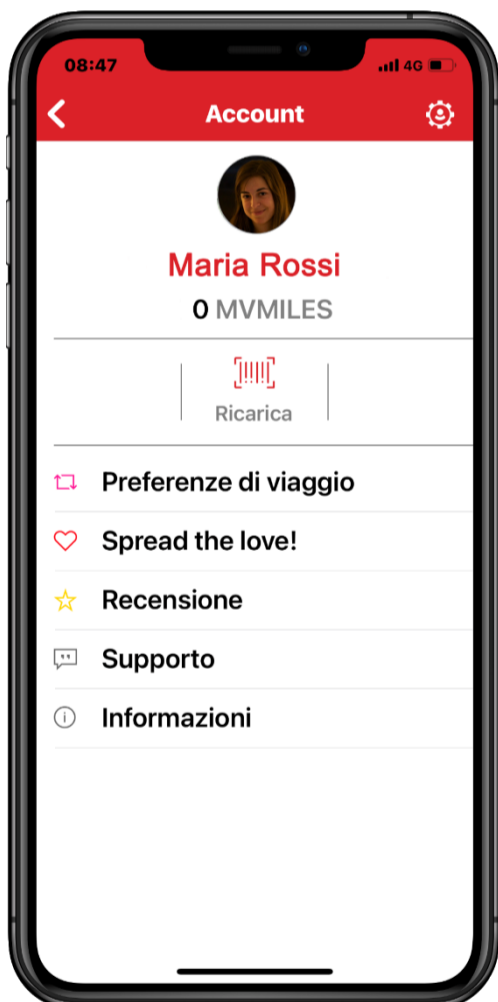 08:47
4G
Account
Maria Rossi
0 MVMILES
Ricarica
Preferenze di viaggio
Spread the love!
Recensione
Supporto
Informazioni